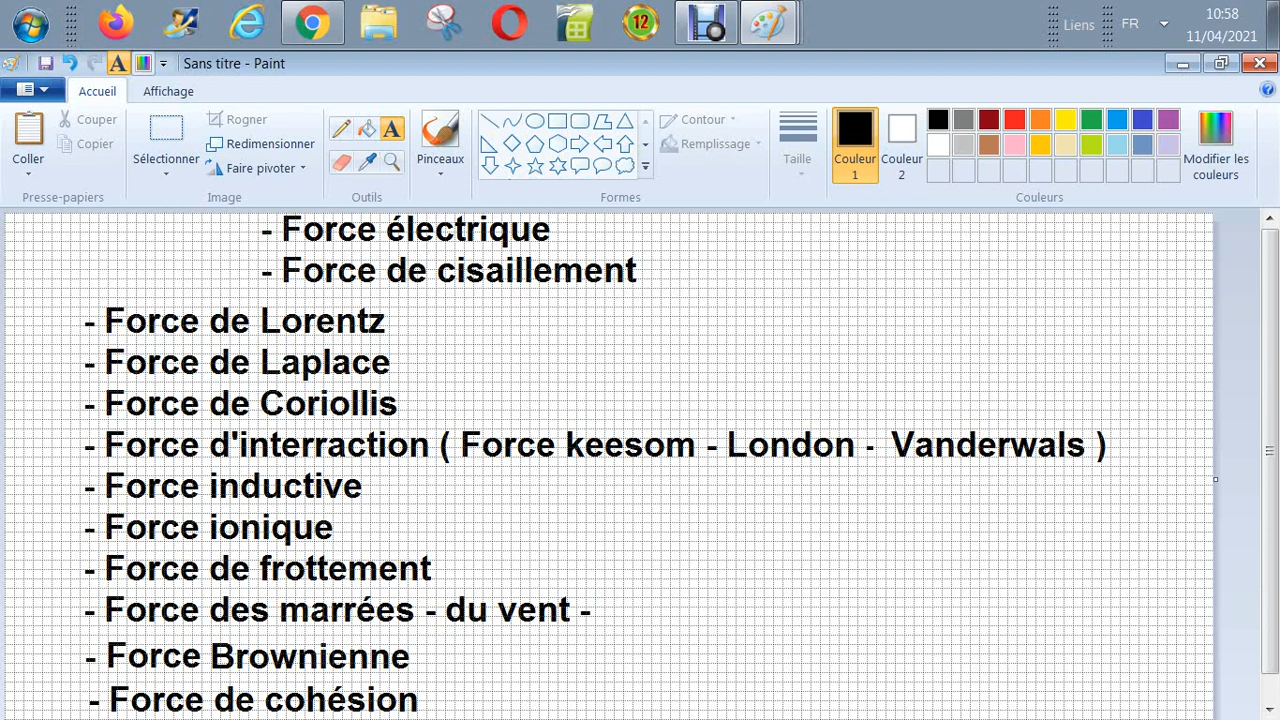 12
Liens
FR
10:58
11/04/2021
A
Sans titre - Paint
Accueil
Affichage
Coller
Couper
Copier
Presse-papiers
Sélectionner
Rogner
Redimensionner
Faire pivoter
Image
A
Outils
Pinceaux
Contour
Remplissage
Formes
Taille
Couleur 1
Couleur 2
Modifier les couleurs
Couleurs
- Force électrique
- Force de cisaillement
- Force de Lorentz
- Force de Laplace
- Force de Coriollis
- Force d'interraction ( Force keesom - London - Vanderwals )
- Force inductive
- Force ionique
- Force de frottement
- Force des marrées - du vent -
- Force Brownienne
- Force de cohésion